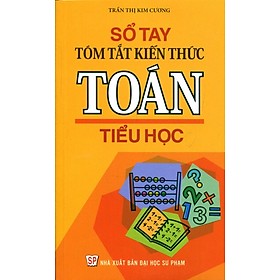 TRẦN THỊ KIM CƯƠNG
SỔ TAY
TÓM TẮT KIẾN THỨC
TOÁN
TIỂU HỌC
SP
NHÀ XUẤT BẢN ĐẠI HỌC SƯ PHẠM